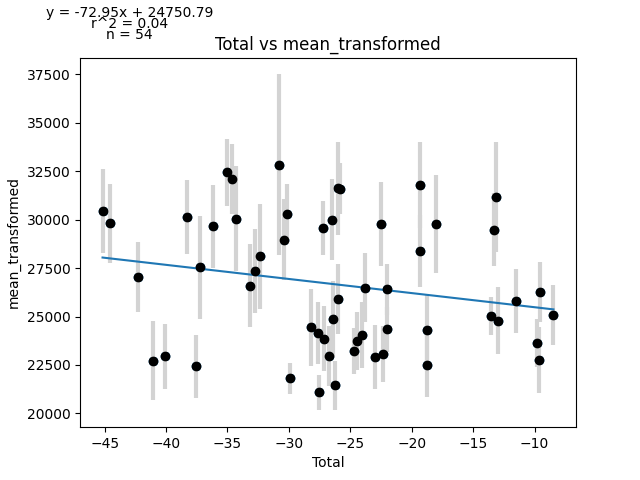 y = -72.95x + 24750.79
r^2 = 0.04
n = 54
Total vs mean_transformed
37500
35000
32500
30000
27500
25000
22500
20000
mean_transformed
−45 −40 −35 −30 −25 −20 −15 −10
Total